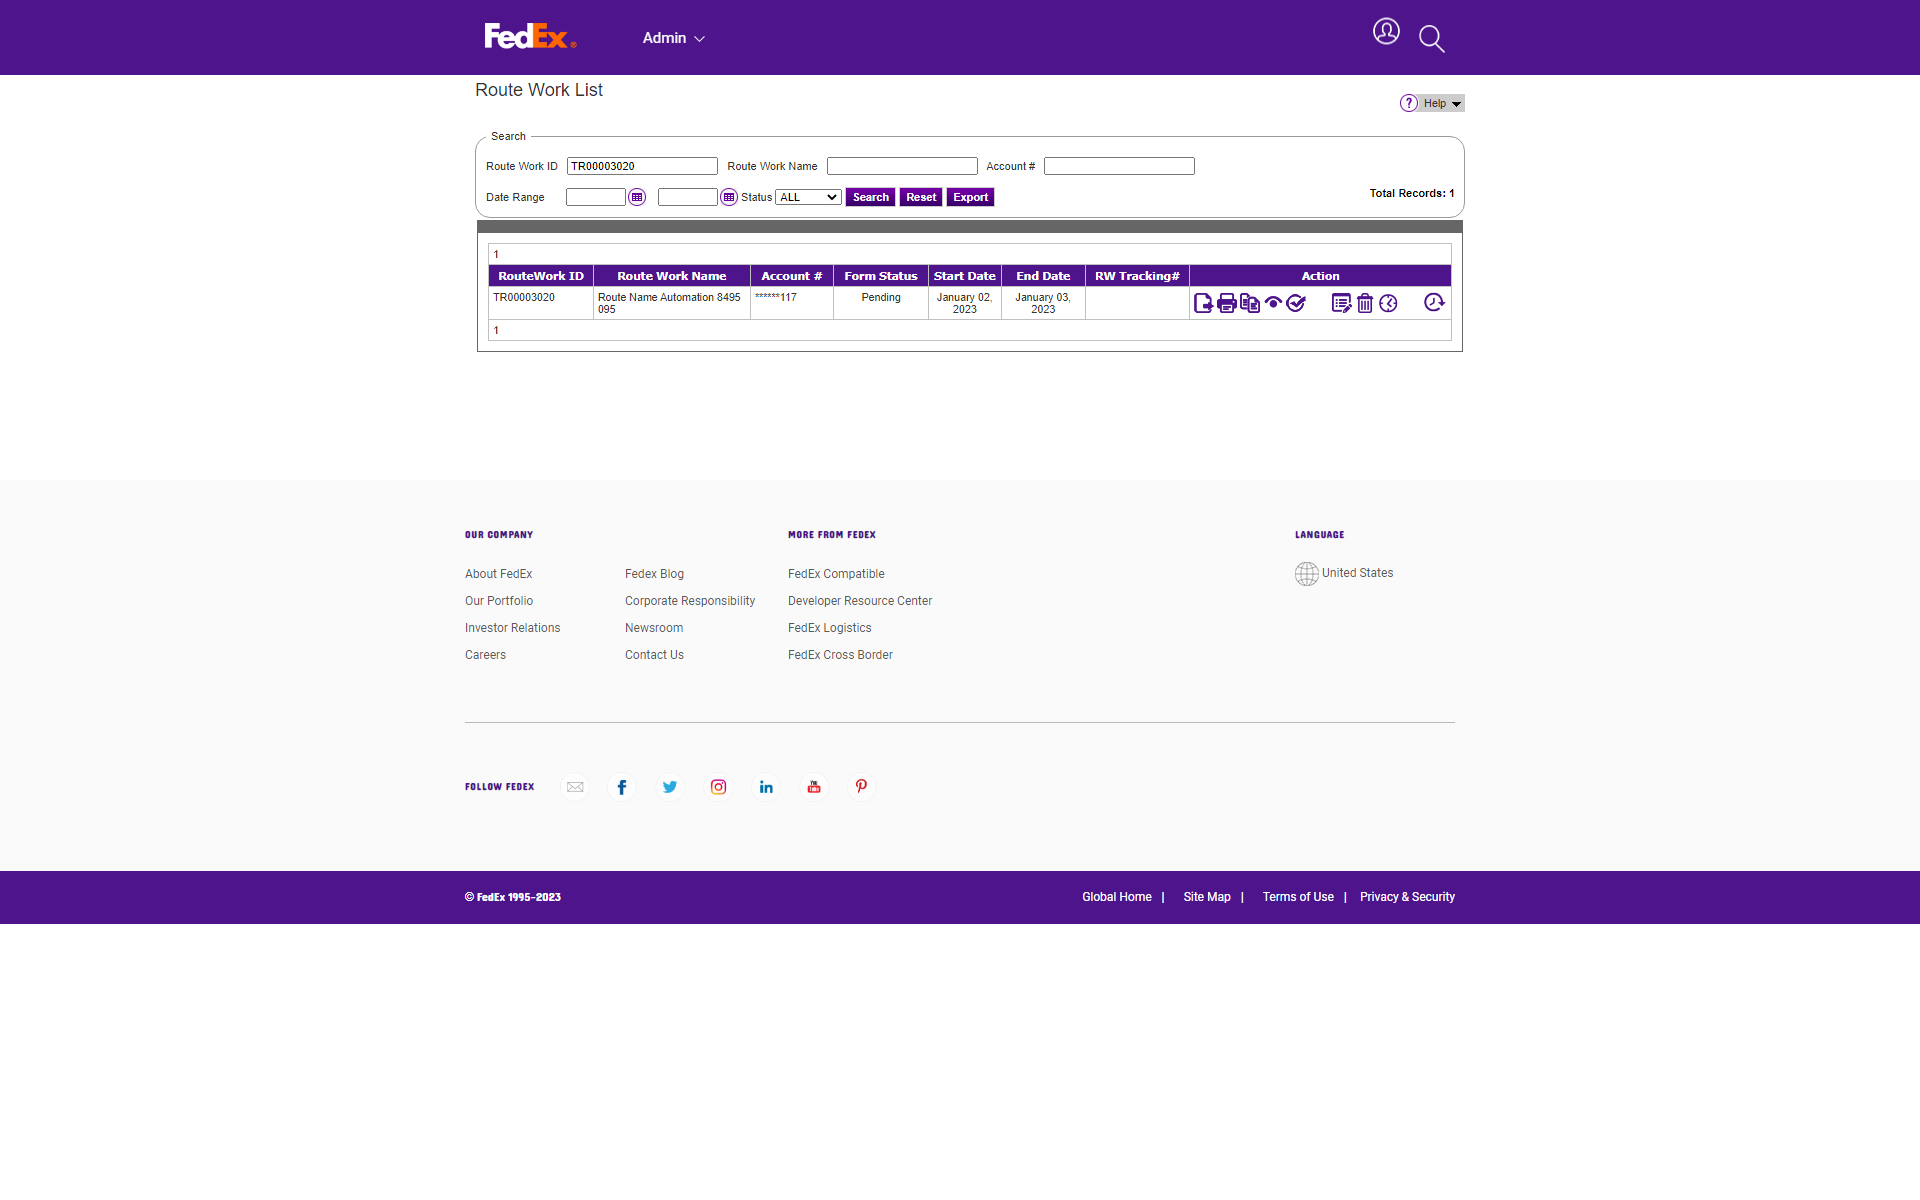 FedEx®
Admin
Route Work List
? Help
Search
Route Work ID TR00003020 Route Work Name Account #
Date Range Status ALL Search Reset Export Total Records: 1
1
RouteWork ID Route Work Name Account # Form Status Start Date End Date RW Tracking# Action
TR00003020 Route Name Automation 8495 ******117 Pending January 02, January 03,
095 2023 2023
1
OUR COMPANY MORE FROM FEDEX LANGUAGE
About FedEx Fedex Blog FedEx Compatible United States
Our Portfolio Corporate Responsibility Developer Resource Center
Investor Relations Newsroom FedEx Logistics
Careers Contact Us FedEx Cross Border
FOLLOW FEDEX
© FedEx 1995-2023 Global Home | Site Map | Terms of Use | Privacy & Security